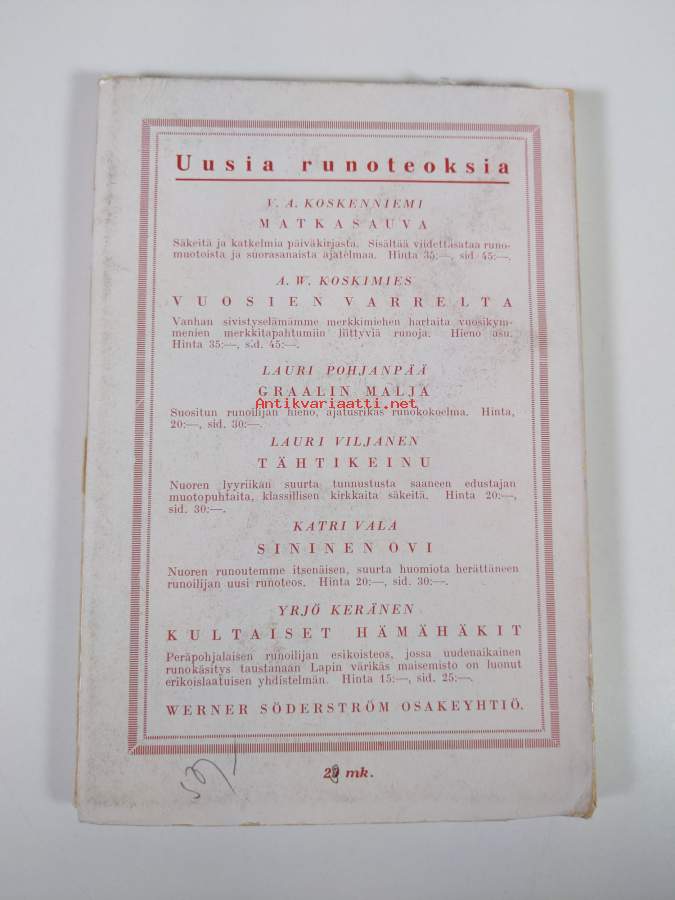 Uusia runoteoksia
V. A. KOSKENNIEMI
MATKASAUVA
Säkeitä ja katkelmia päiväkirjasta. Sisältää viidettäsataa runo-
muotoista ja suorasanaista ajatelmaa. Hinta 35:—, sid. 45:—.
A. W. KOSKIMIES
VUOSIEN VARRELTA
Vanhan sivistyselämämme merkkimiehen hartaita vuosikym-
menien merkkitapahtumiin liittyviä runoja. Hieno asu.
Hinta 35:—, sid. 45:—.
LAURI POHJANPÄÄ
GRAALIN MALJA
Antikvariaatti.net
Suositun runoilijan hieno, ajatusrikas runokokoelma. Hinta,
20:—, sid. 30:—.
LAURI VILJANEN
TÄHTIKEINU
Nuoren lyyriikan suurta tunnustusta saaneen edustajan
muotopuhtaita, klassillisen kirkkaita säkeitä. Hinta 20:—,
sid. 30:—.
KATRI VALA
SININEN OVI
Nuoren runoutemme itsenäisen, suurta huomiota herättäneen
runoilijan uusi runoteos. Hinta 20:—, sid. 30:—.
YRJÖ KERÄNEN
KULTAISET HÄMÄHÄKIT
Peräpohjalaisen runoilijan esikoisteos, jossa uudenaikainen
runokäsitys taustanaan Lapin värikäs maisemisto on luonut
erikoislaatuisen yhdistelmän. Hinta 15:—, sid. 25:—.
WERNER SÖDERSTRÖM OSAKEYHTIÖ.
mk.